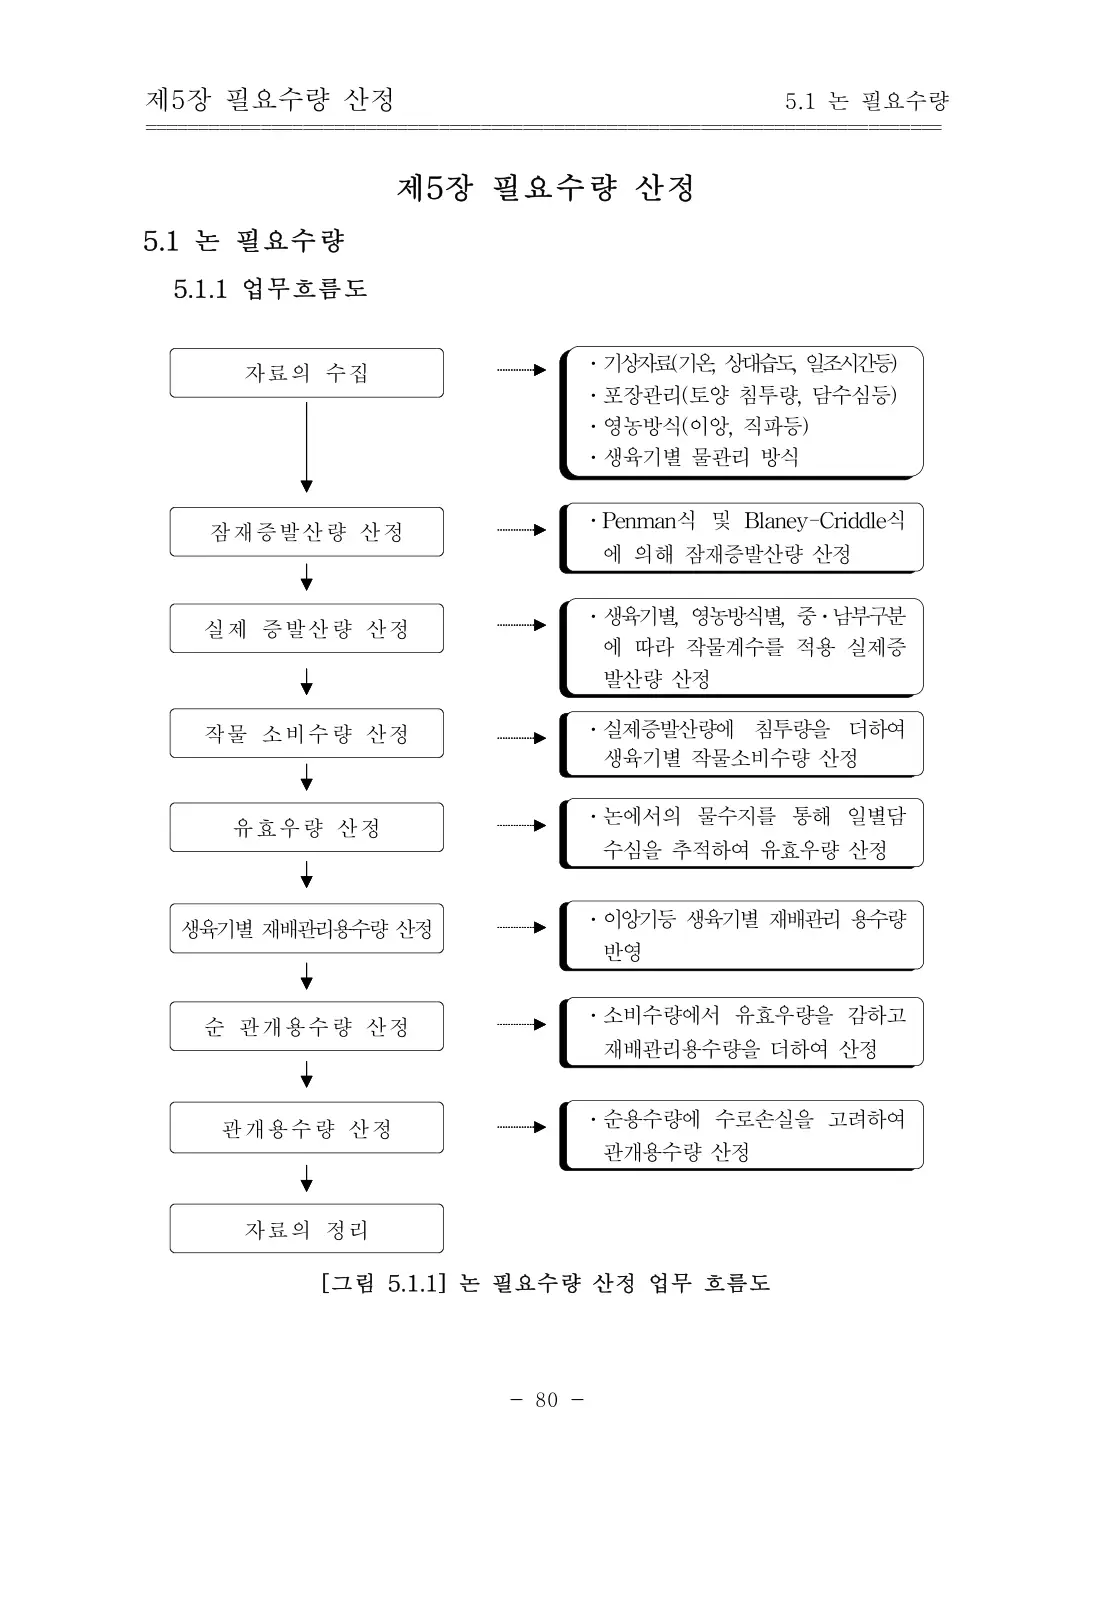 제5장 필요수량 산정 5.1 논 필요수량
제5장 필요수량 산정
5.1 논 필요수량
5.1.1 업무흐름도
자료의 수집
·기상자료(기온, 상대습도, 일조시간등)
·포장관리(토양 침투량, 담수심등)
·영농방식(이앙, 직파등)
·생육기별 물관리 방식
잠재증발산량 산정
·Penman식 및 Blaney-Criddle식
에 의해 잠재증발산량 산정
실제 증발산량 산정
·생육기별, 영농방식별, 중·남부구분
에 따라 작물계수를 적용 실제증
발산량 산정
작물 소비수량 산정
·실제증발산량에 침투량을 더하여
생육기별 작물소비수량 산정
유효우량 산정
·논에서의 물수지를 통해 일별담
수심을 추적하여 유효우량 산정
생육기별 재배관리용수량 산정
·이앙기등 생육기별 재배관리 용수량
반영
순 관개용수량 산정
·소비수량에서 유효우량을 감하고
재배관리용수량을 더하여 산정
관개용수량 산정
·순용수량에 수로손실을 고려하여
관개용수량 산정
자료의 정리
[그림 5.1.1] 논 필요수량 산정 업무 흐름도
- 80 -